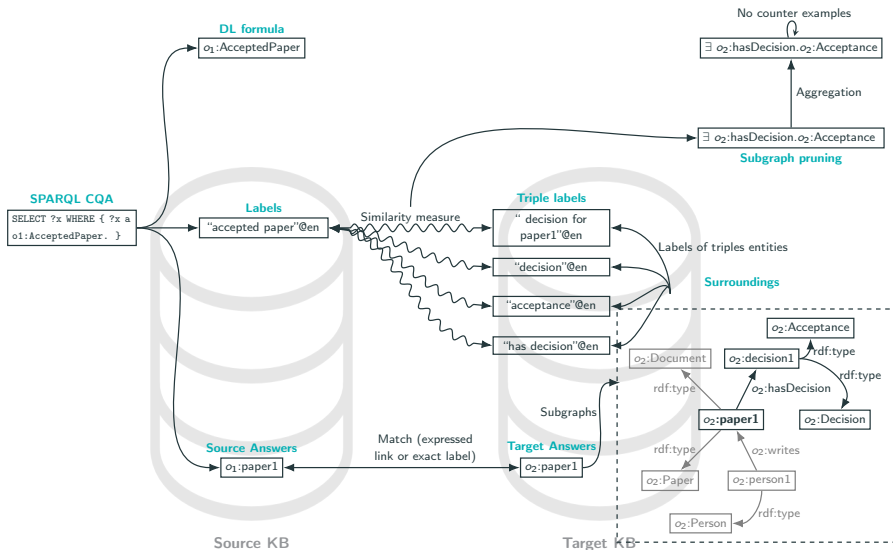 No counter examples
DL formula
o₁:AcceptedPaper
∃ o₂:hasDecision.o₂:Acceptance
Aggregation
∃ o₂:hasDecision.o₂:Acceptance
Subgraph pruning
SPARQL CQA
SELECT ?x WHERE { ?x a
o1:AcceptedPaper. }
Labels
“accepted paper”@en
Similarity measure
Triple labels
“ decision for
paper1”@en
“decision”@en
“acceptance”@en
“has decision”@en
Labels of triples entities
Surroundings
o₂:Acceptance
rdf:type
o₂:Document
o₂:decision1
rdf:type
rdf:type
o₂:hasDecision
o₂:Decision
o₂:paper1
rdf:type
o₂:writes
o₂:Paper
o₂:person1
rdf:type
o₂:Person
Subgraphs
Source Answers
o₁:paper1
Match (expressed
link or exact label)
Target Answers
o₂:paper1
Source KB
Target KB